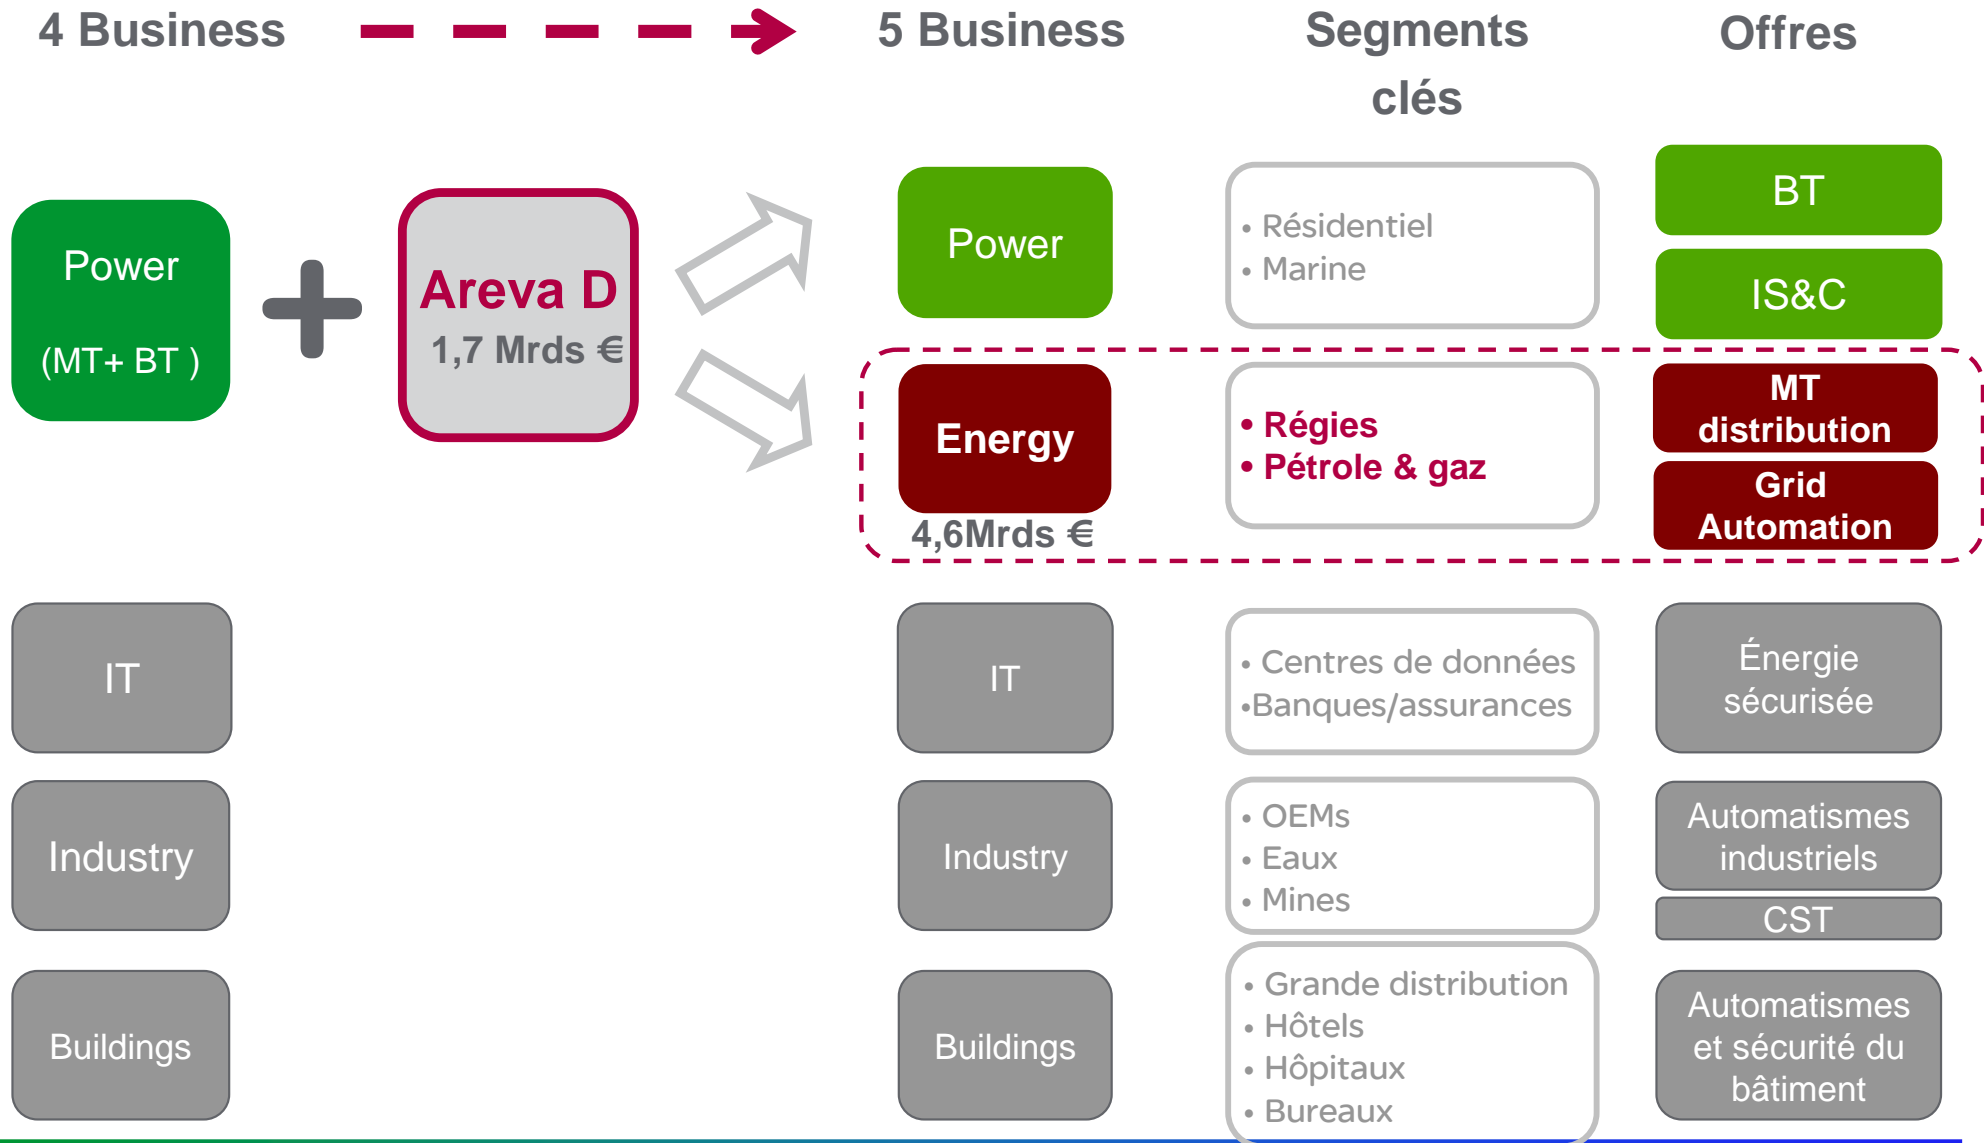 4 Business
5 Business
Segments
clés
Offres
Power
(MT+ BT )
Areva D
1,7 Mrds €
Power
• Résidentiel
• Marine
BT
IS&C
Energy
4,6Mrds €
• Régies
• Pétrole & gaz
MT
distribution
Grid
Automation
IT
IT
• Centres de données
•Banques/assurances
Énergie
sécurisée
Industry
Industry
• OEMs
• Eaux
• Mines
Automatismes
industriels
CST
Buildings
Buildings
• Grande distribution
• Hôtels
• Hôpitaux
• Bureaux
Automatismes
et sécurité du
bâtiment